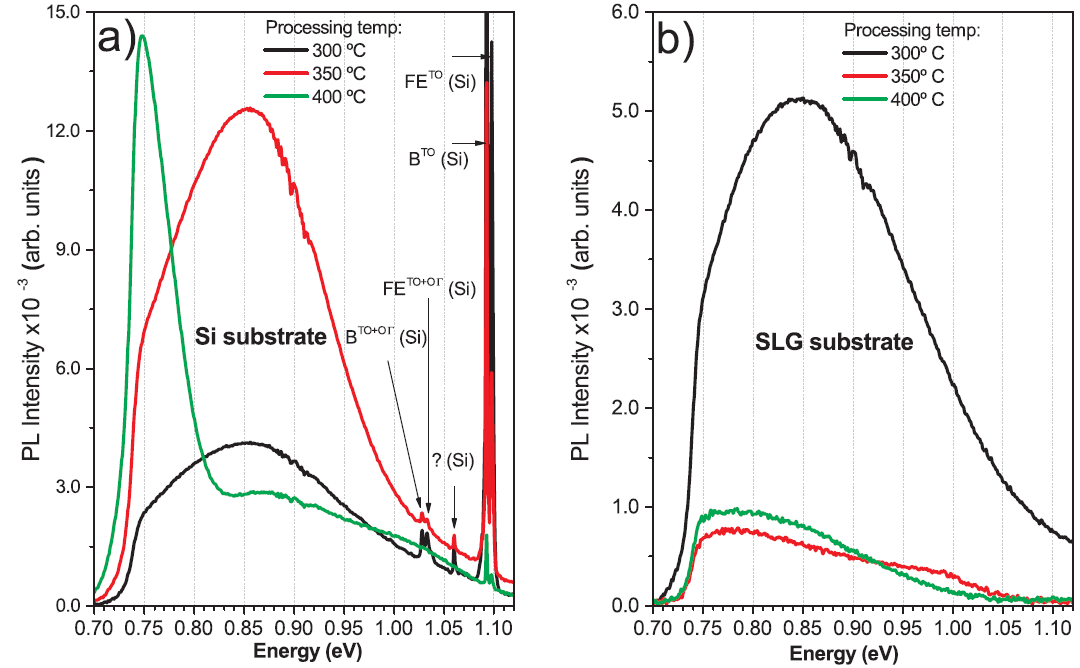 a)
Processing temp:
300 ºC
350 ºC
400 ºC
FE^TO (Si)
B^TO (Si)
FE^TO+OΓ (Si)
B^TO+OΓ (Si)
? (Si)
Si substrate
15.0
12.0
9.0
6.0
3.0
0.0
PL Intensity x10 ⁻³ (arb. units)
0.70 0.75 0.80 0.85 0.90 0.95 1.00 1.05 1.10
Energy (eV)
b)
Processing temp:
300º C
350º C
400º C
SLG substrate
6.0
5.0
4.0
3.0
2.0
1.0
0.0
PL Intensity x10 ⁻³ (arb. units)
0.70 0.75 0.80 0.85 0.90 0.95 1.00 1.05 1.10
Energy (eV)